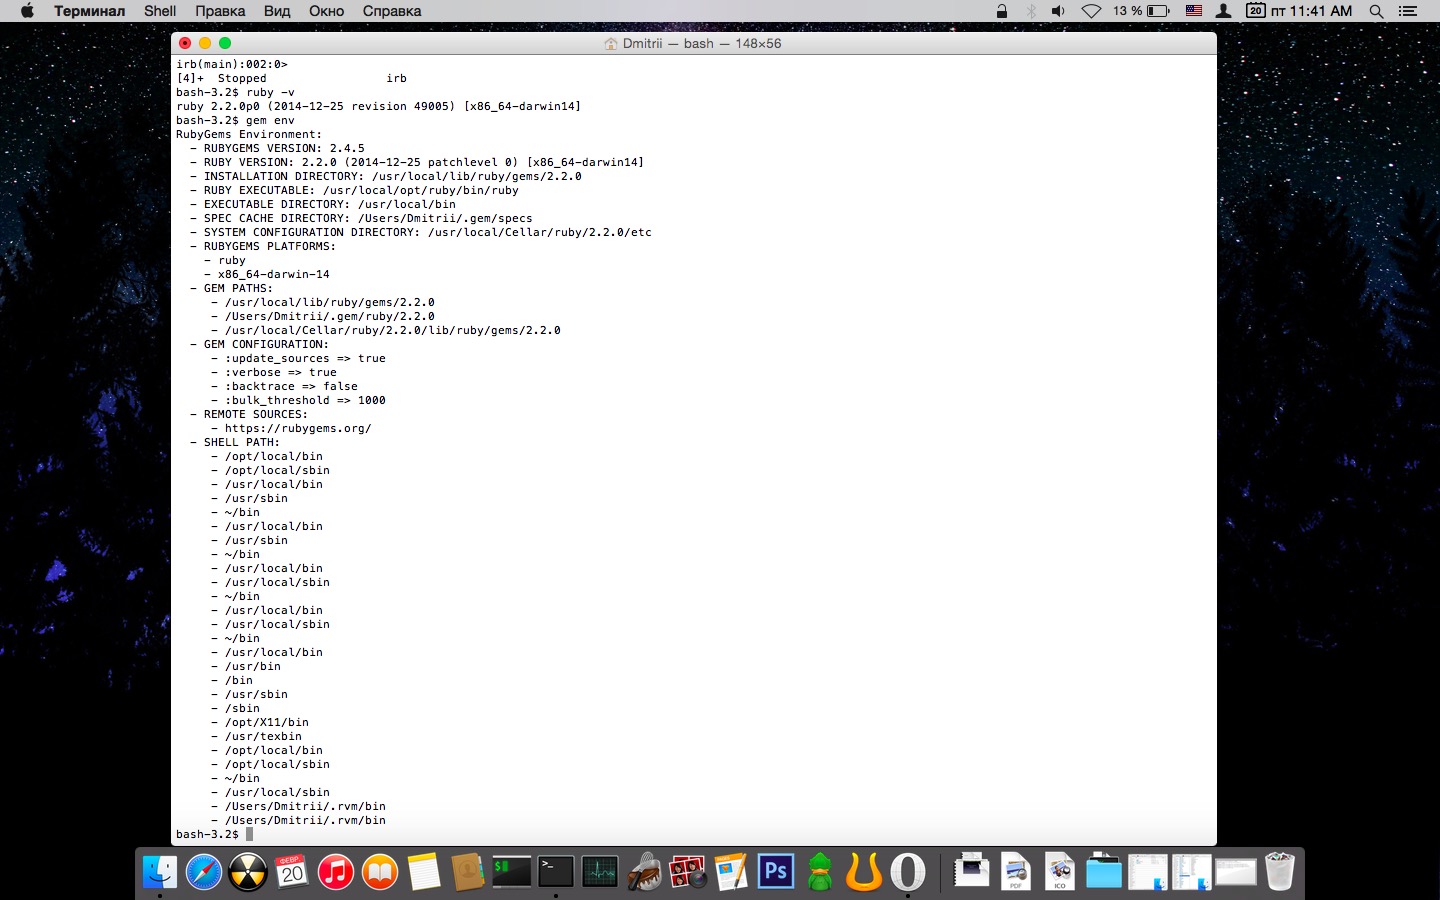 Терминал Shell Правка Вид Окно Справка 13 % 20 пт 11:41 AM
Dmitrii — bash — 148×56
irb(main):002:0>
[4]+  Stopped                 irb
bash-3.2$ ruby -v
ruby 2.2.0p0 (2014-12-25 revision 49005) [x86_64-darwin14]
bash-3.2$ gem env
RubyGems Environment:
  - RUBYGEMS VERSION: 2.4.5
  - RUBY VERSION: 2.2.0 (2014-12-25 patchlevel 0) [x86_64-darwin14]
  - INSTALLATION DIRECTORY: /usr/local/lib/ruby/gems/2.2.0
  - RUBY EXECUTABLE: /usr/local/opt/ruby/bin/ruby
  - EXECUTABLE DIRECTORY: /usr/local/bin
  - SPEC CACHE DIRECTORY: /Users/Dmitrii/.gem/specs
  - SYSTEM CONFIGURATION DIRECTORY: /usr/local/Cellar/ruby/2.2.0/etc
  - RUBYGEMS PLATFORMS:
    - ruby
    - x86_64-darwin-14
  - GEM PATHS:
     - /usr/local/lib/ruby/gems/2.2.0
     - /Users/Dmitrii/.gem/ruby/2.2.0
     - /usr/local/Cellar/ruby/2.2.0/lib/ruby/gems/2.2.0
  - GEM CONFIGURATION:
     - :update_sources => true
     - :verbose => true
     - :backtrace => false
     - :bulk_threshold => 1000
  - REMOTE SOURCES:
     - https://rubygems.org/
  - SHELL PATH:
     - /opt/local/bin
     - /opt/local/sbin
     - /usr/local/bin
     - /usr/sbin
     - ~/bin
     - /usr/local/bin
     - /usr/sbin
     - ~/bin
     - /usr/local/bin
     - /usr/local/sbin
     - ~/bin
     - /usr/local/bin
     - /usr/local/sbin
     - ~/bin
     - /usr/local/bin
     - /usr/bin
     - /bin
     - /usr/sbin
     - /sbin
     - /opt/X11/bin
     - /usr/texbin
     - /opt/local/bin
     - /opt/local/sbin
     - ~/bin
     - /usr/local/sbin
     - /Users/Dmitrii/.rvm/bin
     - /Users/Dmitrii/.rvm/bin
bash-3.2$
ФЕВР
20
$
>_
Ps
PDF
ICO